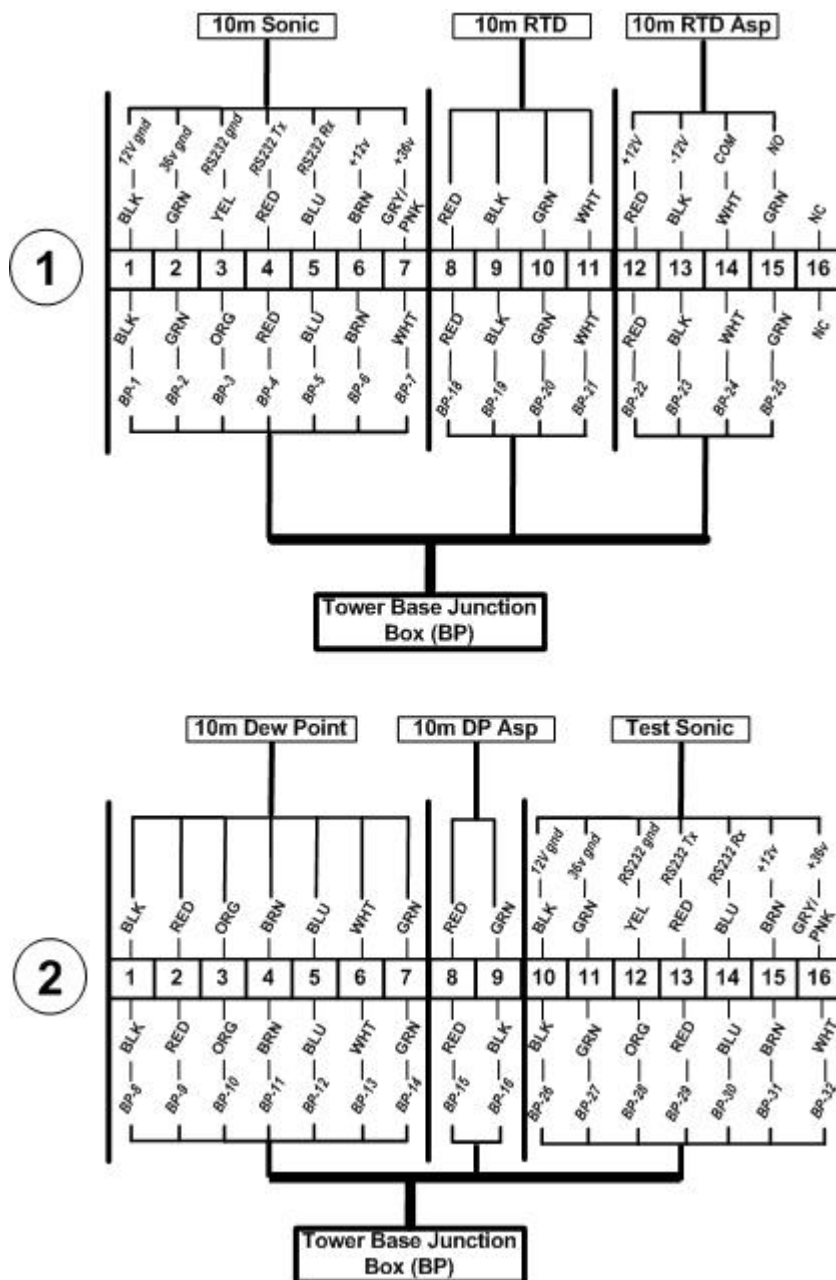 10m Sonic 10m RTD 10m RTD Asp
12V gnd 36v gnd RS232 gnd RS232 Tx RS232 Rx +12v +36v +12V -12V COM NO
BLK GRN YEL RED BLU BRN GRY/PNK RED BLK GRN WHT RED BLK WHT GRN NC
1 1 2 3 4 5 6 7 8 9 10 11 12 13 14 15 16
BLK GRN ORG RED BLU BRN WHT RED BLK GRN WHT RED BLK WHT GRN NC
BP-1 BP-2 BP-3 BP-4 BP-5 BP-6 BP-7 BP-18 BP-19 BP-20 BP-21 BP-22 BP-23 BP-24 BP-25
Tower Base Junction
Box (BP)
10m Dew Point 10m DP Asp Test Sonic
12V gnd 36v gnd RS232 gnd RS232 Tx RS232 Rx +12v +36v
BLK RED ORG BRN BLU WHT GRN RED GRN BLK GRN YEL RED BLU BRN GRY/PNK
2 1 2 3 4 5 6 7 8 9 10 11 12 13 14 15 16
BLK RED ORG BRN BLU WHT GRN RED BLK BLK GRN ORG RED BLU BRN WHT
BP-8 BP-9 BP-10 BP-11 BP-12 BP-13 BP-14 BP-15 BP-16 BP-26 BP-27 BP-28 BP-29 BP-30 BP-31 BP-32
Tower Base Junction
Box (BP)